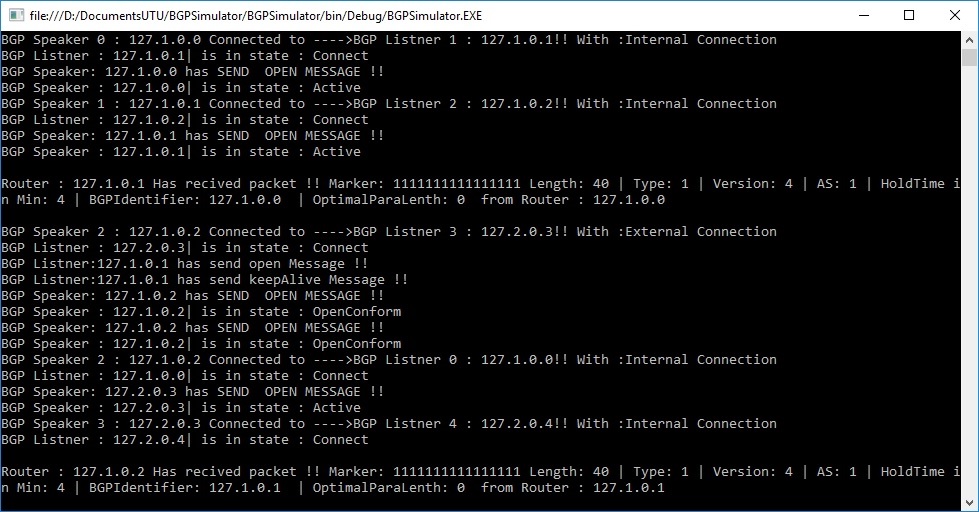 file:///D:/DocumentsUTU/BGPSimulator/BGPSimulator/bin/Debug/BGPSimulator.EXE
BGP Speaker 0 : 127.1.0.0 Connected to ---->BGP Listner 1 : 127.1.0.1!! With :Internal Connection
BGP Listner : 127.1.0.1| is in state : Connect
BGP Speaker: 127.1.0.0 has SEND  OPEN MESSAGE !!
BGP Speaker : 127.1.0.0| is in state : Active
BGP Speaker 1 : 127.1.0.1 Connected to ---->BGP Listner 2 : 127.1.0.2!! With :Internal Connection
BGP Listner : 127.1.0.2| is in state : Connect
BGP Speaker: 127.1.0.1 has SEND  OPEN MESSAGE !!
BGP Speaker : 127.1.0.1| is in state : Active
Router : 127.1.0.1 Has recived packet !! Marker: 1111111111111111 Length: 40 | Type: 1 | Version: 4 | AS: 1 | HoldTime i
n Min: 4 | BGPIdentifier: 127.1.0.0  | OptimalParaLenth: 0  from Router : 127.1.0.0
BGP Speaker 2 : 127.1.0.2 Connected to ---->BGP Listner 3 : 127.2.0.3!! With :External Connection
BGP Listner : 127.2.0.3| is in state : Connect
BGP Listner:127.1.0.1 has send open Message !!
BGP Listner:127.1.0.1 has send keepAlive Message !!
BGP Speaker: 127.1.0.2 has SEND  OPEN MESSAGE !!
BGP Speaker : 127.1.0.2| is in state : OpenConform
BGP Speaker: 127.1.0.2 has SEND  OPEN MESSAGE !!
BGP Speaker : 127.1.0.2| is in state : OpenConform
BGP Speaker 2 : 127.1.0.2 Connected to ---->BGP Listner 0 : 127.1.0.0!! With :Internal Connection
BGP Listner : 127.1.0.0| is in state : Connect
BGP Speaker: 127.2.0.3 has SEND  OPEN MESSAGE !!
BGP Speaker : 127.2.0.3| is in state : Active
BGP Speaker 3 : 127.2.0.3 Connected to ---->BGP Listner 4 : 127.2.0.4!! With :Internal Connection
BGP Listner : 127.2.0.4| is in state : Connect
Router : 127.1.0.2 Has recived packet !! Marker: 1111111111111111 Length: 40 | Type: 1 | Version: 4 | AS: 1 | HoldTime i
n Min: 4 | BGPIdentifier: 127.1.0.1  | OptimalParaLenth: 0  from Router : 127.1.0.1